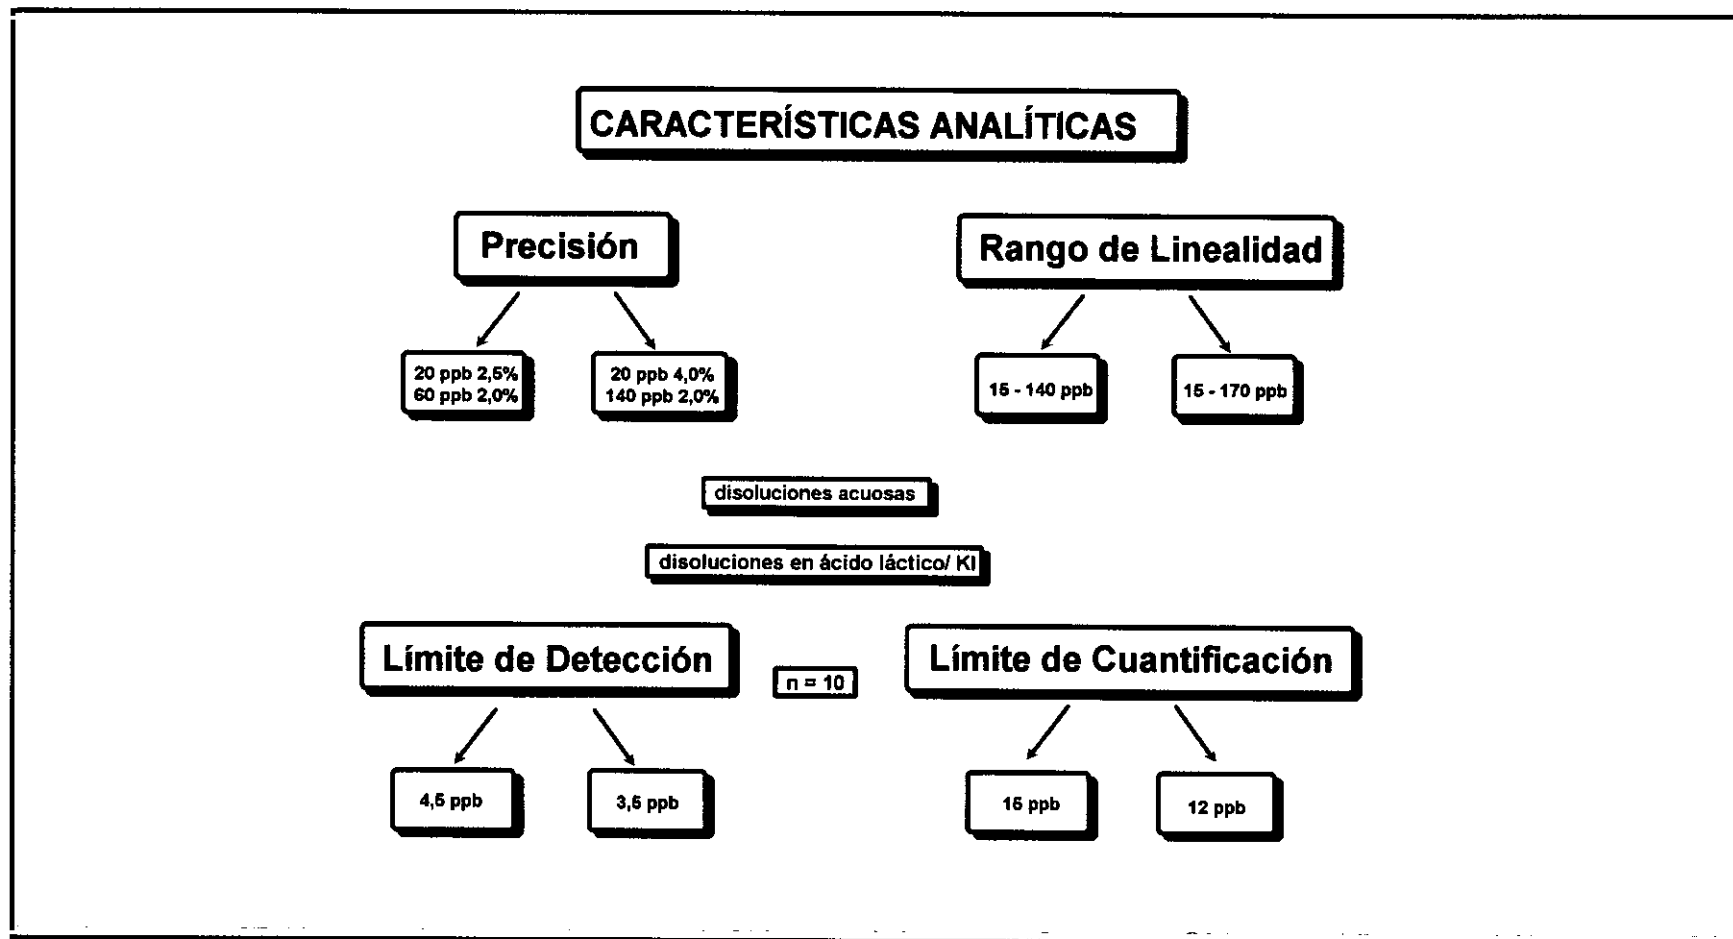 CARACTERÍSTICAS ANALÍTICAS
Precisión
Rango de Linealidad
20 ppb 2,5%
60 ppb 2,0%
20 ppb 4,0%
140 ppb 2,0%
15 - 140 ppb
15 - 170 ppb
disoluciones acuosas
disoluciones en ácido láctico/ KI
Límite de Detección
n = 10
Límite de Cuantificación
4,5 ppb
3,5 ppb
15 ppb
12 ppb